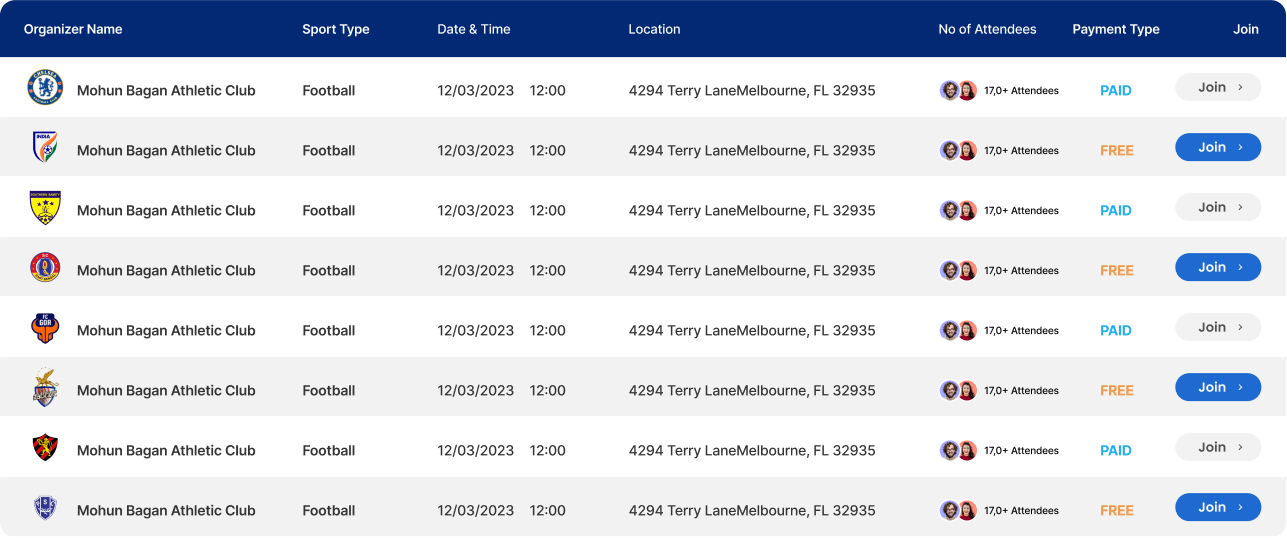 Organizer Name Sport Type Date & Time Location No of Attendees Payment Type Join
CHELSEA Mohun Bagan Athletic Club Football 12/03/2023 12:00 4294 Terry LaneMelbourne, FL 32935 17,0+ Attendees PAID Join >
INDIA Mohun Bagan Athletic Club Football 12/03/2023 12:00 4294 Terry LaneMelbourne, FL 32935 17,0+ Attendees FREE Join >
Mohun Bagan Athletic Club Football 12/03/2023 12:00 4294 Terry LaneMelbourne, FL 32935 17,0+ Attendees PAID Join >
Mohun Bagan Athletic Club Football 12/03/2023 12:00 4294 Terry LaneMelbourne, FL 32935 17,0+ Attendees FREE Join >
FC GOA Mohun Bagan Athletic Club Football 12/03/2023 12:00 4294 Terry LaneMelbourne, FL 32935 17,0+ Attendees PAID Join >
Mohun Bagan Athletic Club Football 12/03/2023 12:00 4294 Terry LaneMelbourne, FL 32935 17,0+ Attendees FREE Join >
Mohun Bagan Athletic Club Football 12/03/2023 12:00 4294 Terry LaneMelbourne, FL 32935 17,0+ Attendees PAID Join >
S Mohun Bagan Athletic Club Football 12/03/2023 12:00 4294 Terry LaneMelbourne, FL 32935 17,0+ Attendees FREE Join >